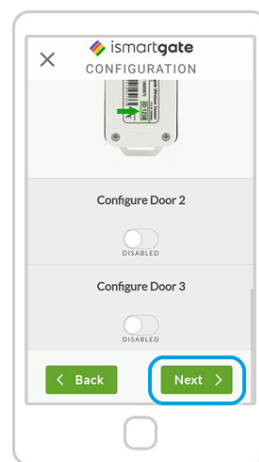 ismartgate
CONFIGURATION
Configure Door 2
DISABLED
Configure Door 3
DISABLED
< Back
Next >